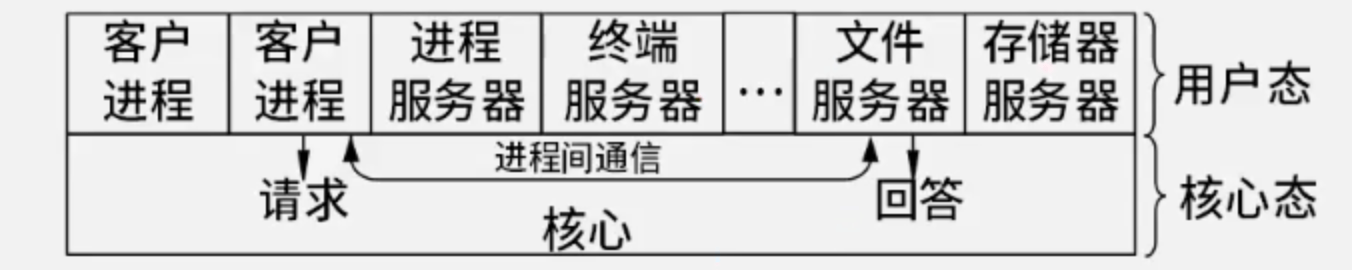 客户
进程
客户
进程
进程
服务器
终端
服务器
…
文件
服务器
存储器
服务器
用户态
进程间通信
请求
回答
核心
核心态